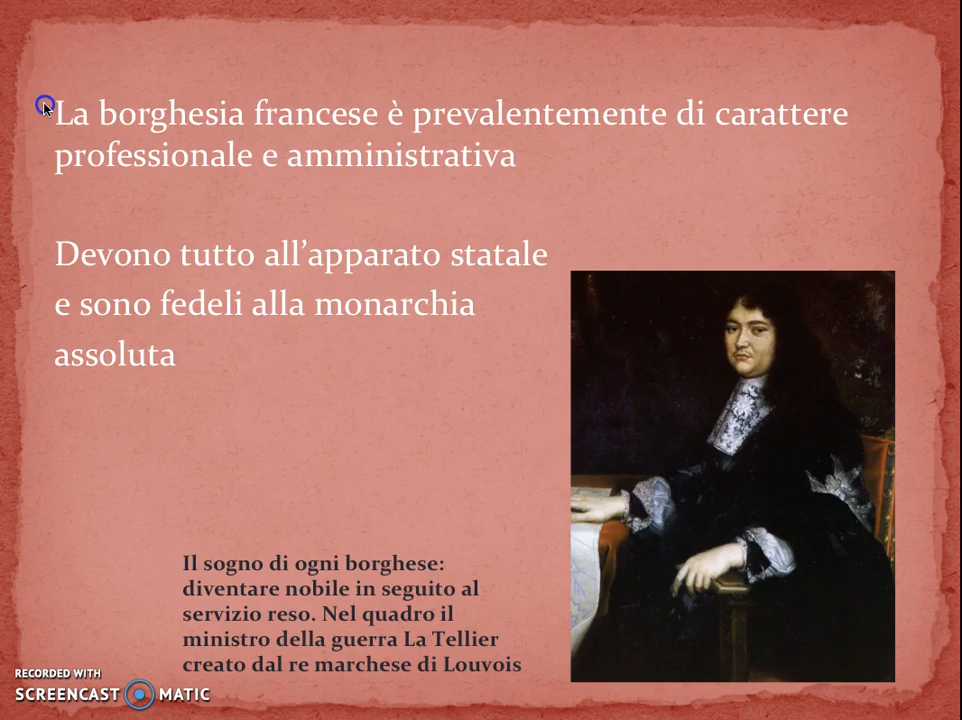 La borghesia francese è prevalentemente di carattere
professionale e amministrativa
Devono tutto all’apparato statale
e sono fedeli alla monarchia
assoluta
Il sogno di ogni borghese:
diventare nobile in seguito al
servizio reso. Nel quadro il
ministro della guerra La Tellier
creato dal re marchese di Louvois
RECORDED WITH
SCREENCAST MATIC